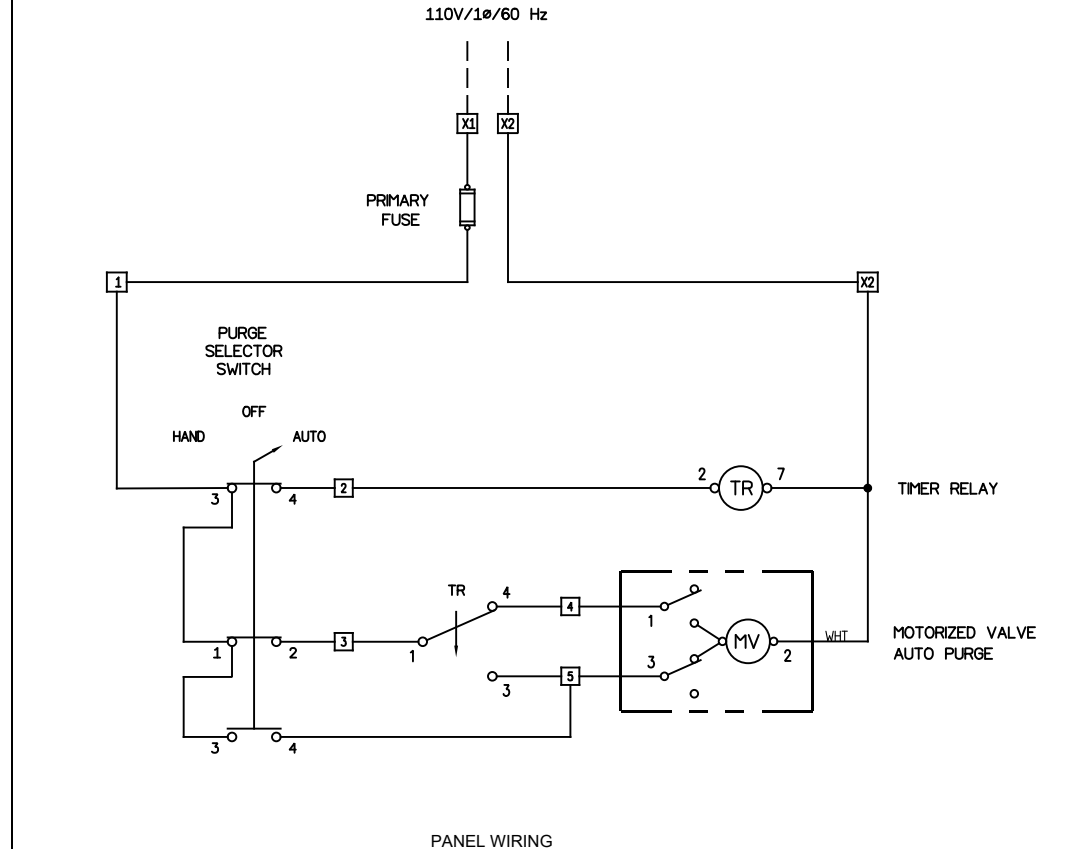 110V/1ø/60 Hz
X1 X2
PRIMARY
FUSE
1 X2
PURGE
SELECTOR
SWITCH
OFF
HAND AUTO
3 4 2 2 TR 7 TIMER RELAY
TR 4 4 1
1 2 3 1 3 MV 2 WHT MOTORIZED VALVE
AUTO PURGE
3 5
3 4
PANEL WIRING